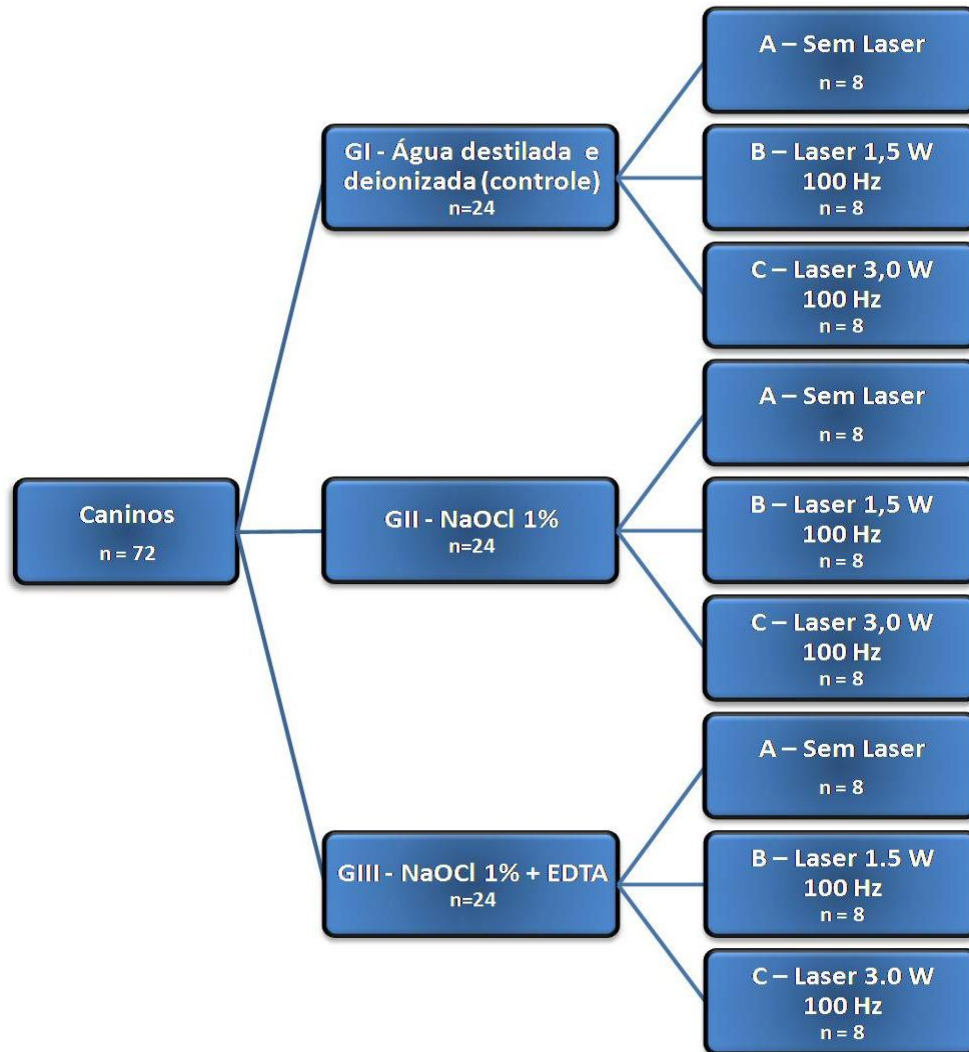 Caninos
n = 72
GI - Água destilada e
deionizada (controle)
n=24
A – Sem Laser
n = 8
B – Laser 1,5 W
100 Hz
n = 8
C – Laser 3,0 W
100 Hz
n = 8
GII - NaOCl 1%
n=24
A – Sem Laser
n = 8
B – Laser 1,5 W
100 Hz
n = 8
C – Laser 3,0 W
100 Hz
n = 8
GIII - NaOCl 1% + EDTA
n=24
A – Sem Laser
n = 8
B – Laser 1.5 W
100 Hz
n = 8
C – Laser 3.0 W
100 Hz
n = 8